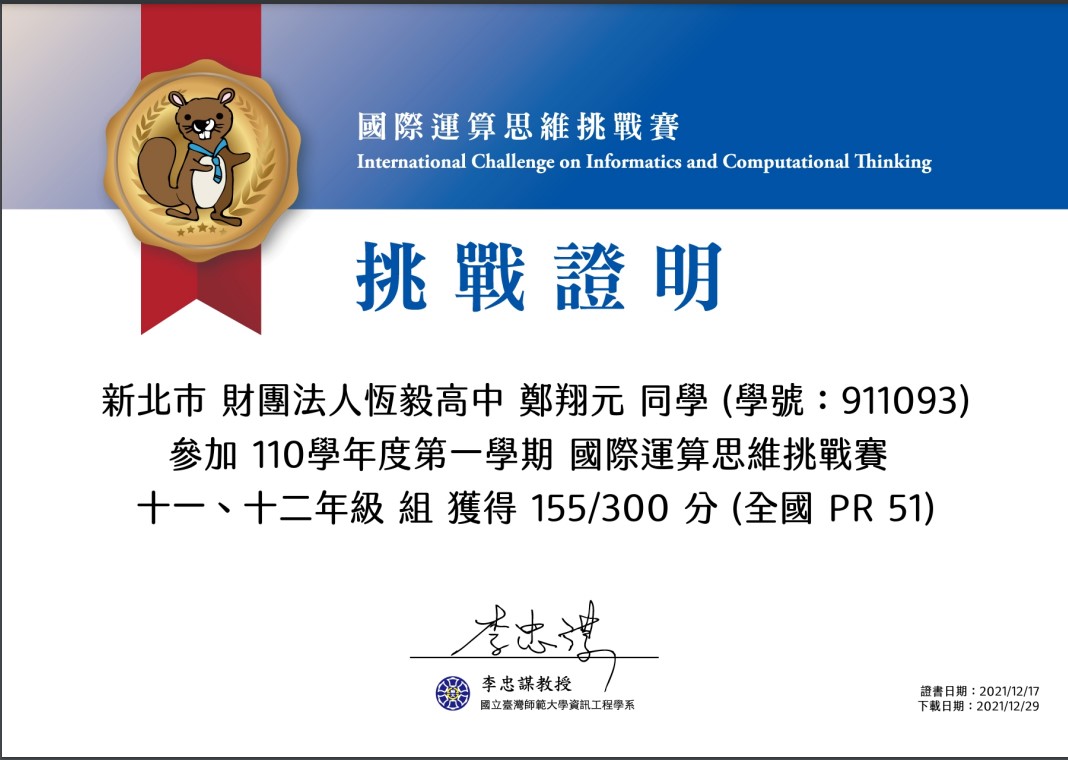 國際運算思維挑戰賽
International Challenge on Informatics and Computational Thinking
挑戰證明
新北市 財團法人恆毅高中 鄭翔元 同學 (學號：911093)
參加 110學年度第一學期 國際運算思維挑戰賽
十一、十二年級 組 獲得 155/300 分 (全國 PR 51)
李忠謀
李忠謀教授
國立臺灣師範大學資訊工程學系
證書日期：2021/12/17
下載日期：2021/12/29